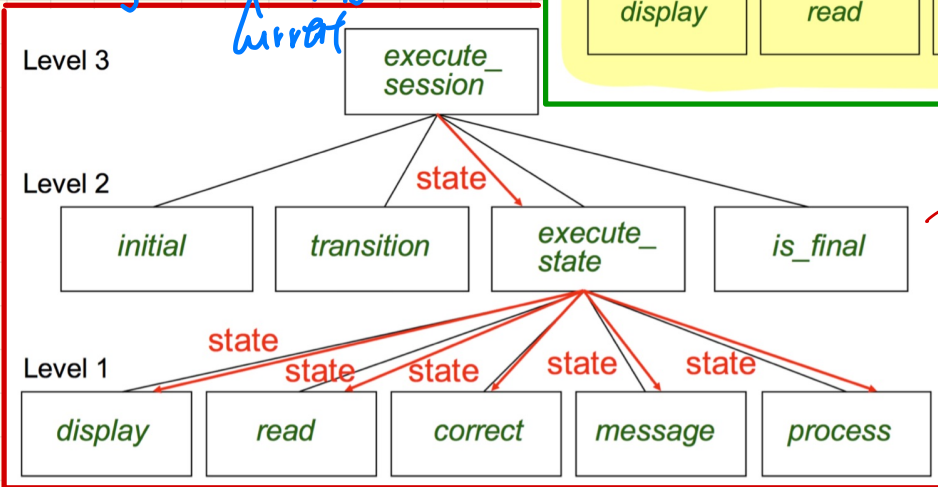 Current
display read
Level 3
execute_
session
Level 2
state
initial transition execute_
state
is_final
state
Level 1
state state state state
display read correct message process